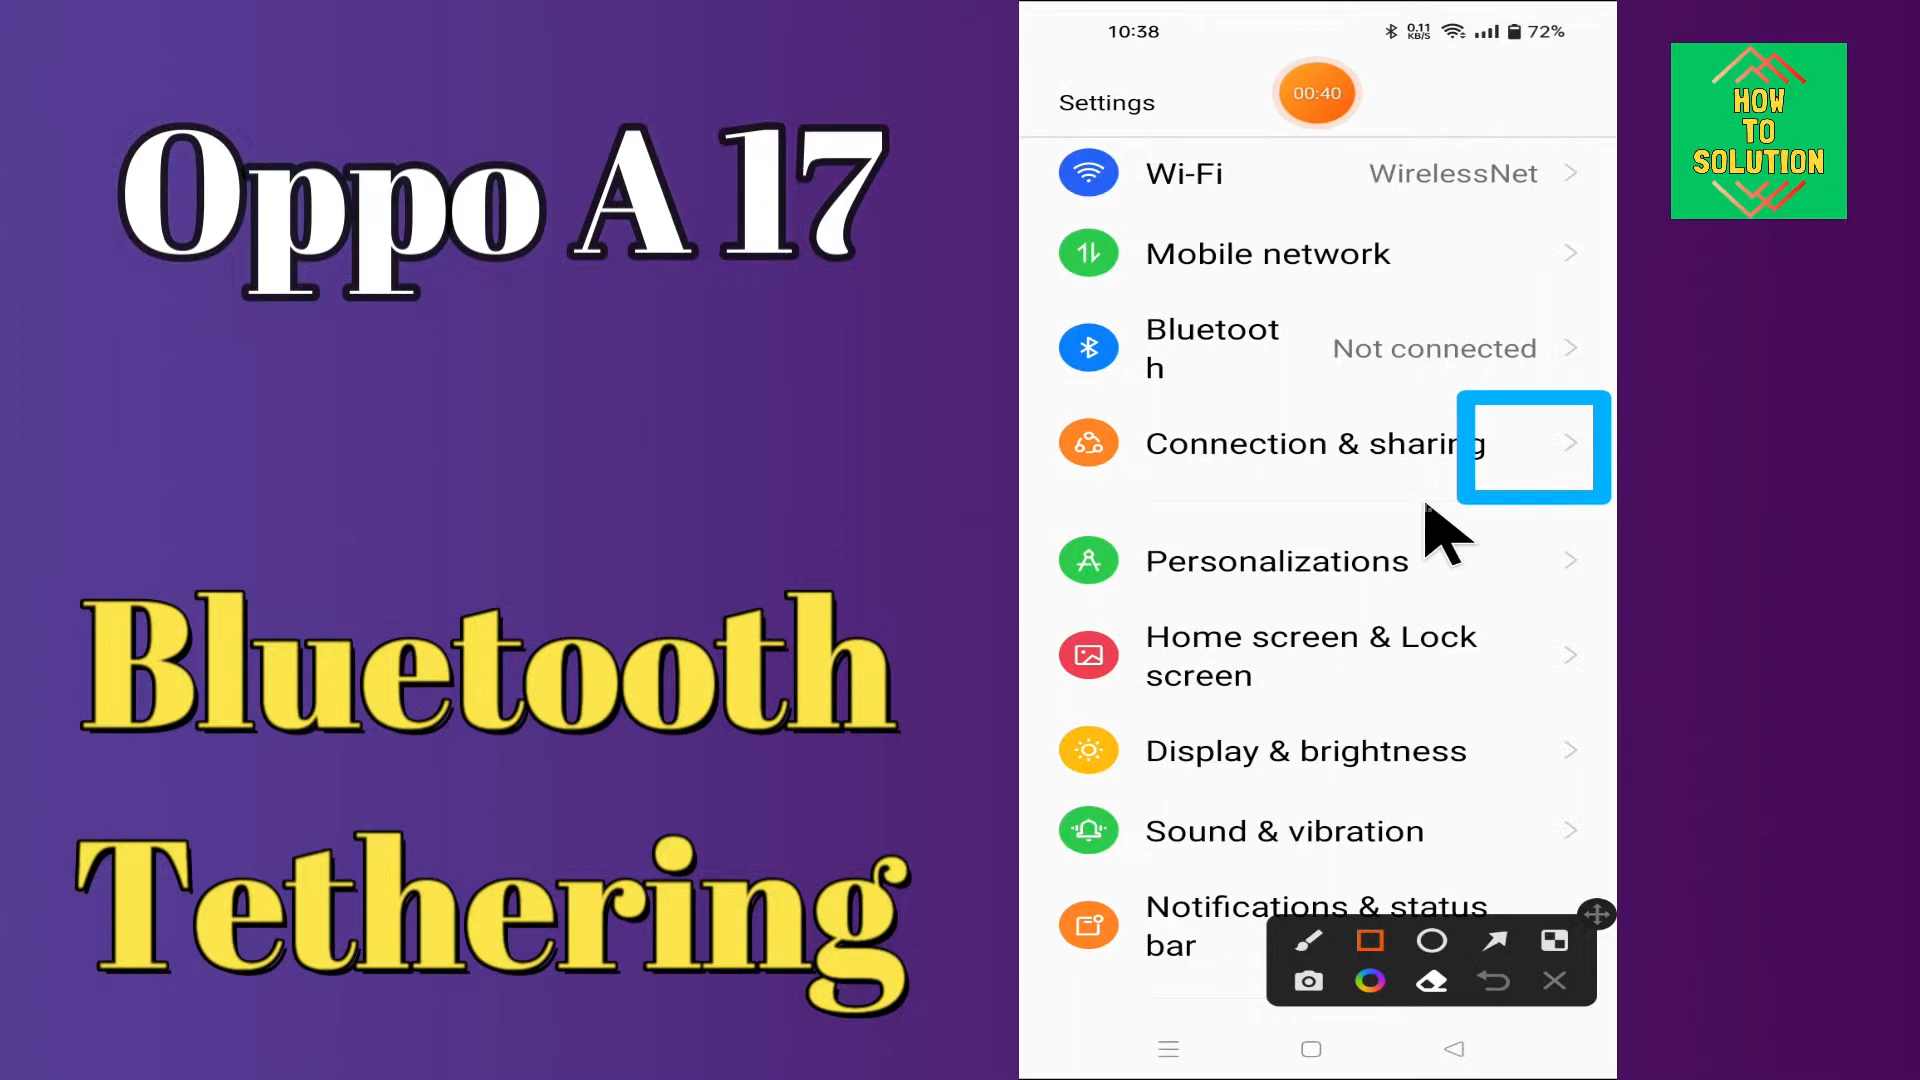 Oppo A 17
Bluetooth
Tethering
10:38
0.11
KB/S
72%
Settings
00:40
Wi-Fi
WirelessNet
Mobile network
Bluetoot
h
Not connected
Connection & sharing
Personalizations
Home screen & Lock
screen
Display & brightness
Sound & vibration
Notifications & status
bar
HOW
TO
SOLUTION